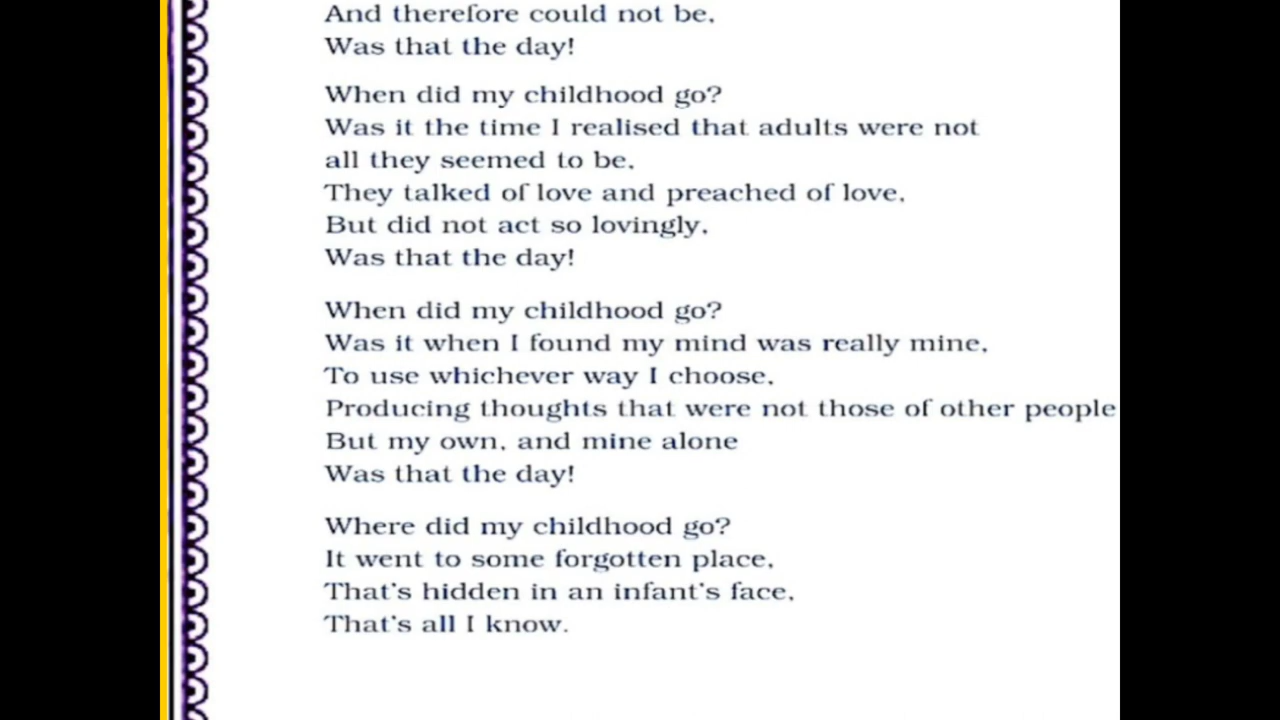 And therefore could not be,
Was that the day!
When did my childhood go?
Was it the time I realised that adults were not
all they seemed to be,
They talked of love and preached of love,
But did not act so lovingly,
Was that the day!
When did my childhood go?
Was it when I found my mind was really mine,
To use whichever way I choose,
Producing thoughts that were not those of other people
But my own, and mine alone
Was that the day!
Where did my childhood go?
It went to some forgotten place,
That's hidden in an infant's face,
That's all I know.